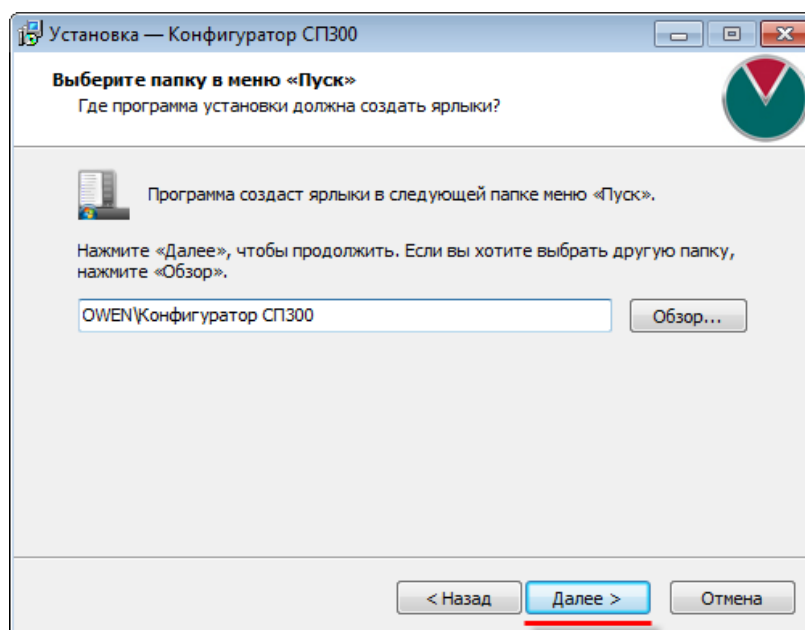 Установка — Конфигуратор СП300
Выберите папку в меню «Пуск»
Где программа установки должна создать ярлыки?
Программа создаст ярлыки в следующей папке меню «Пуск».
Нажмите «Далее», чтобы продолжить. Если вы хотите выбрать другую папку,
нажмите «Обзор».
OWEN\Конфигуратор СП300
Обзор...
< Назад
Далее >
Отмена